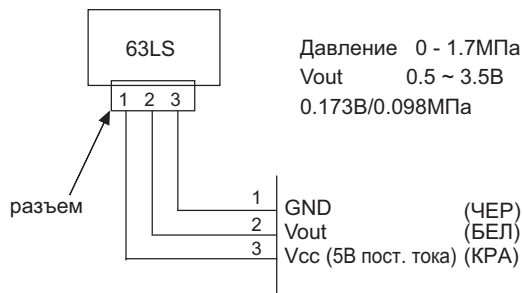 63LS
1 2 3
Давление 0 - 1.7МПа
Vout 0.5 ~ 3.5В
0.173В/0.098МПа
разъем
1 GND (ЧЕР)
2 Vout (БЕЛ)
3 Vcc (5В пост. тока) (КРА)